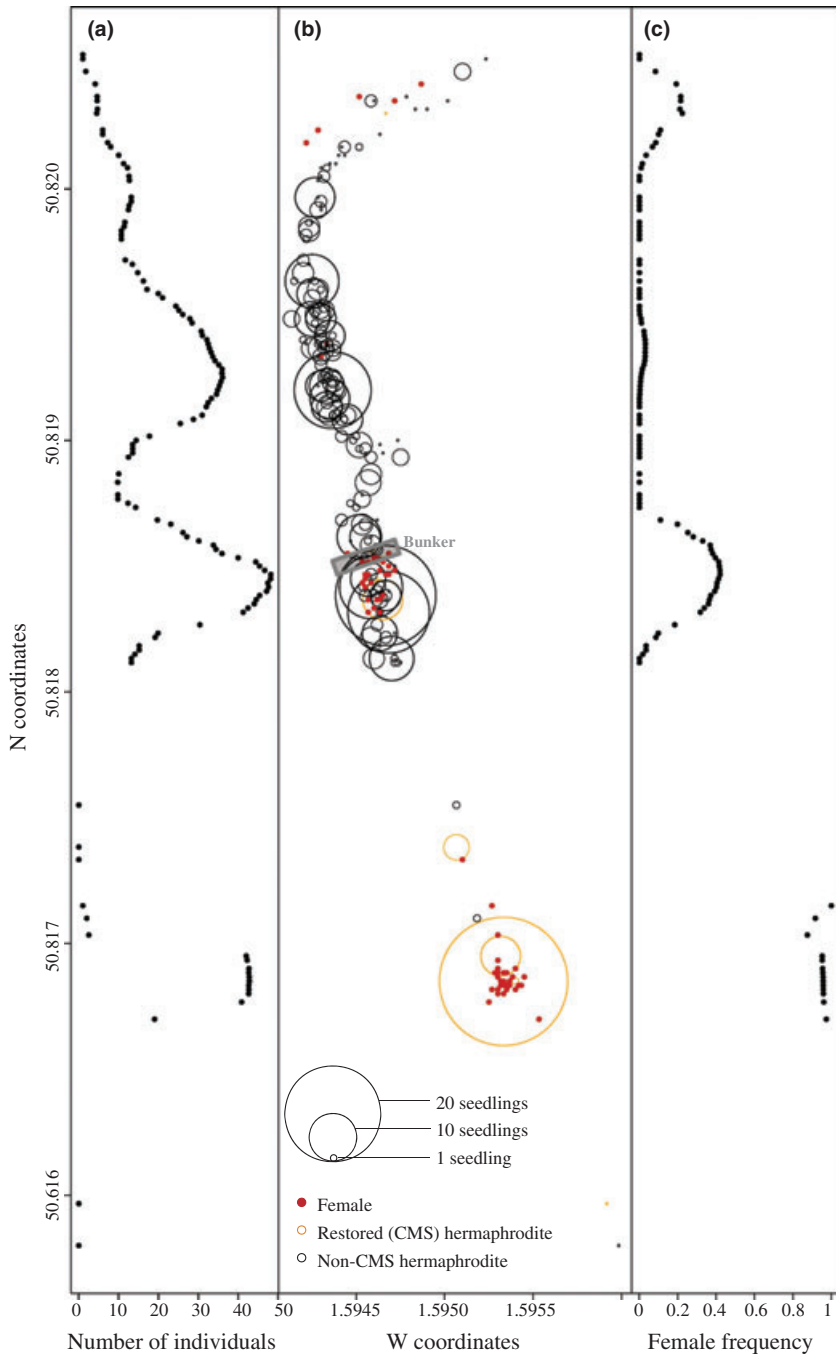 (a)
(b)
(c)
Bunker
N coordinates
50.820
50.819
50.818
50.817
50.616
20 seedlings
10 seedlings
1 seedling
Female
Restored (CMS) hermaphrodite
Non-CMS hermaphrodite
0 10 20 30 40 50
1.5945 1.5950 1.5955
0 0.2 0.4 0.6 0.8 1
Number of individuals
W coordinates
Female frequency